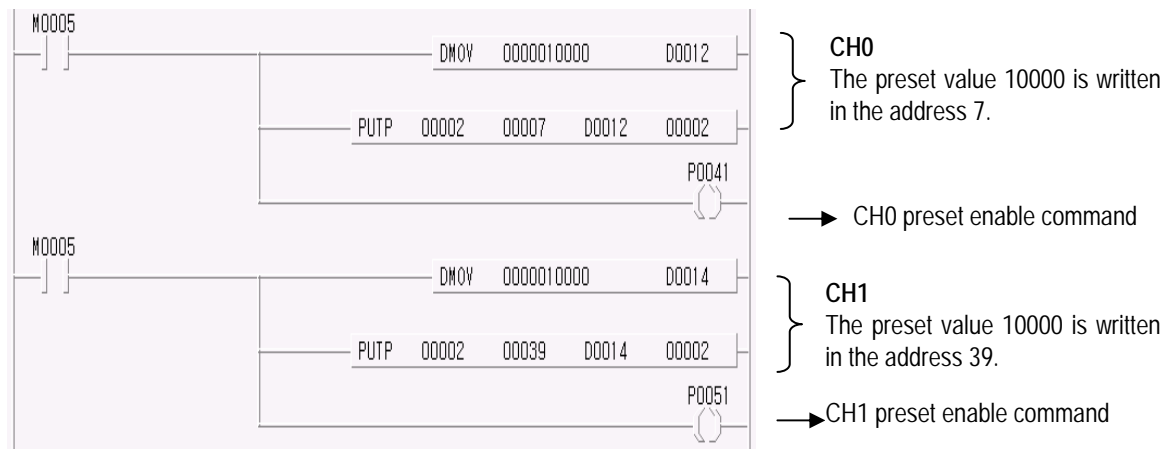 M0005
DMOV 0000010000 D0012
CH0
The preset value 10000 is written
in the address 7.
PUTP 00002 00007 D0012 00002
P0041
CH0 preset enable command
M0005
DMOV 0000010000 D0014
CH1
The preset value 10000 is written
in the address 39.
PUTP 00002 00039 D0014 00002
P0051
CH1 preset enable command